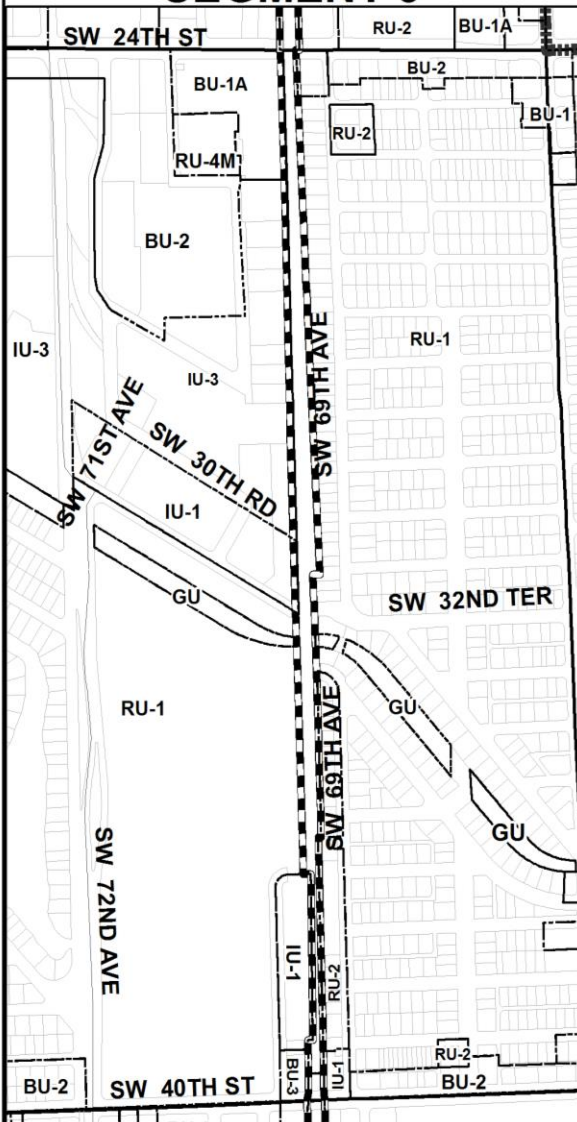 SW 24TH ST
RU-2
BU-1A
BU-1A
BU-2
BU-1
RU-2
RU-4M
BU-2
IU-3
IU-3
RU-1
SW 69TH AVE
SW 71ST AVE
SW 30TH RD
IU-1
GU
SW 32ND TER
RU-1
GU
SW 69TH AVE
GU
SW 72ND AVE
IU-1
RU-2
BU-2
SW 40TH ST
BU-3
IU-1
RU-2
BU-2